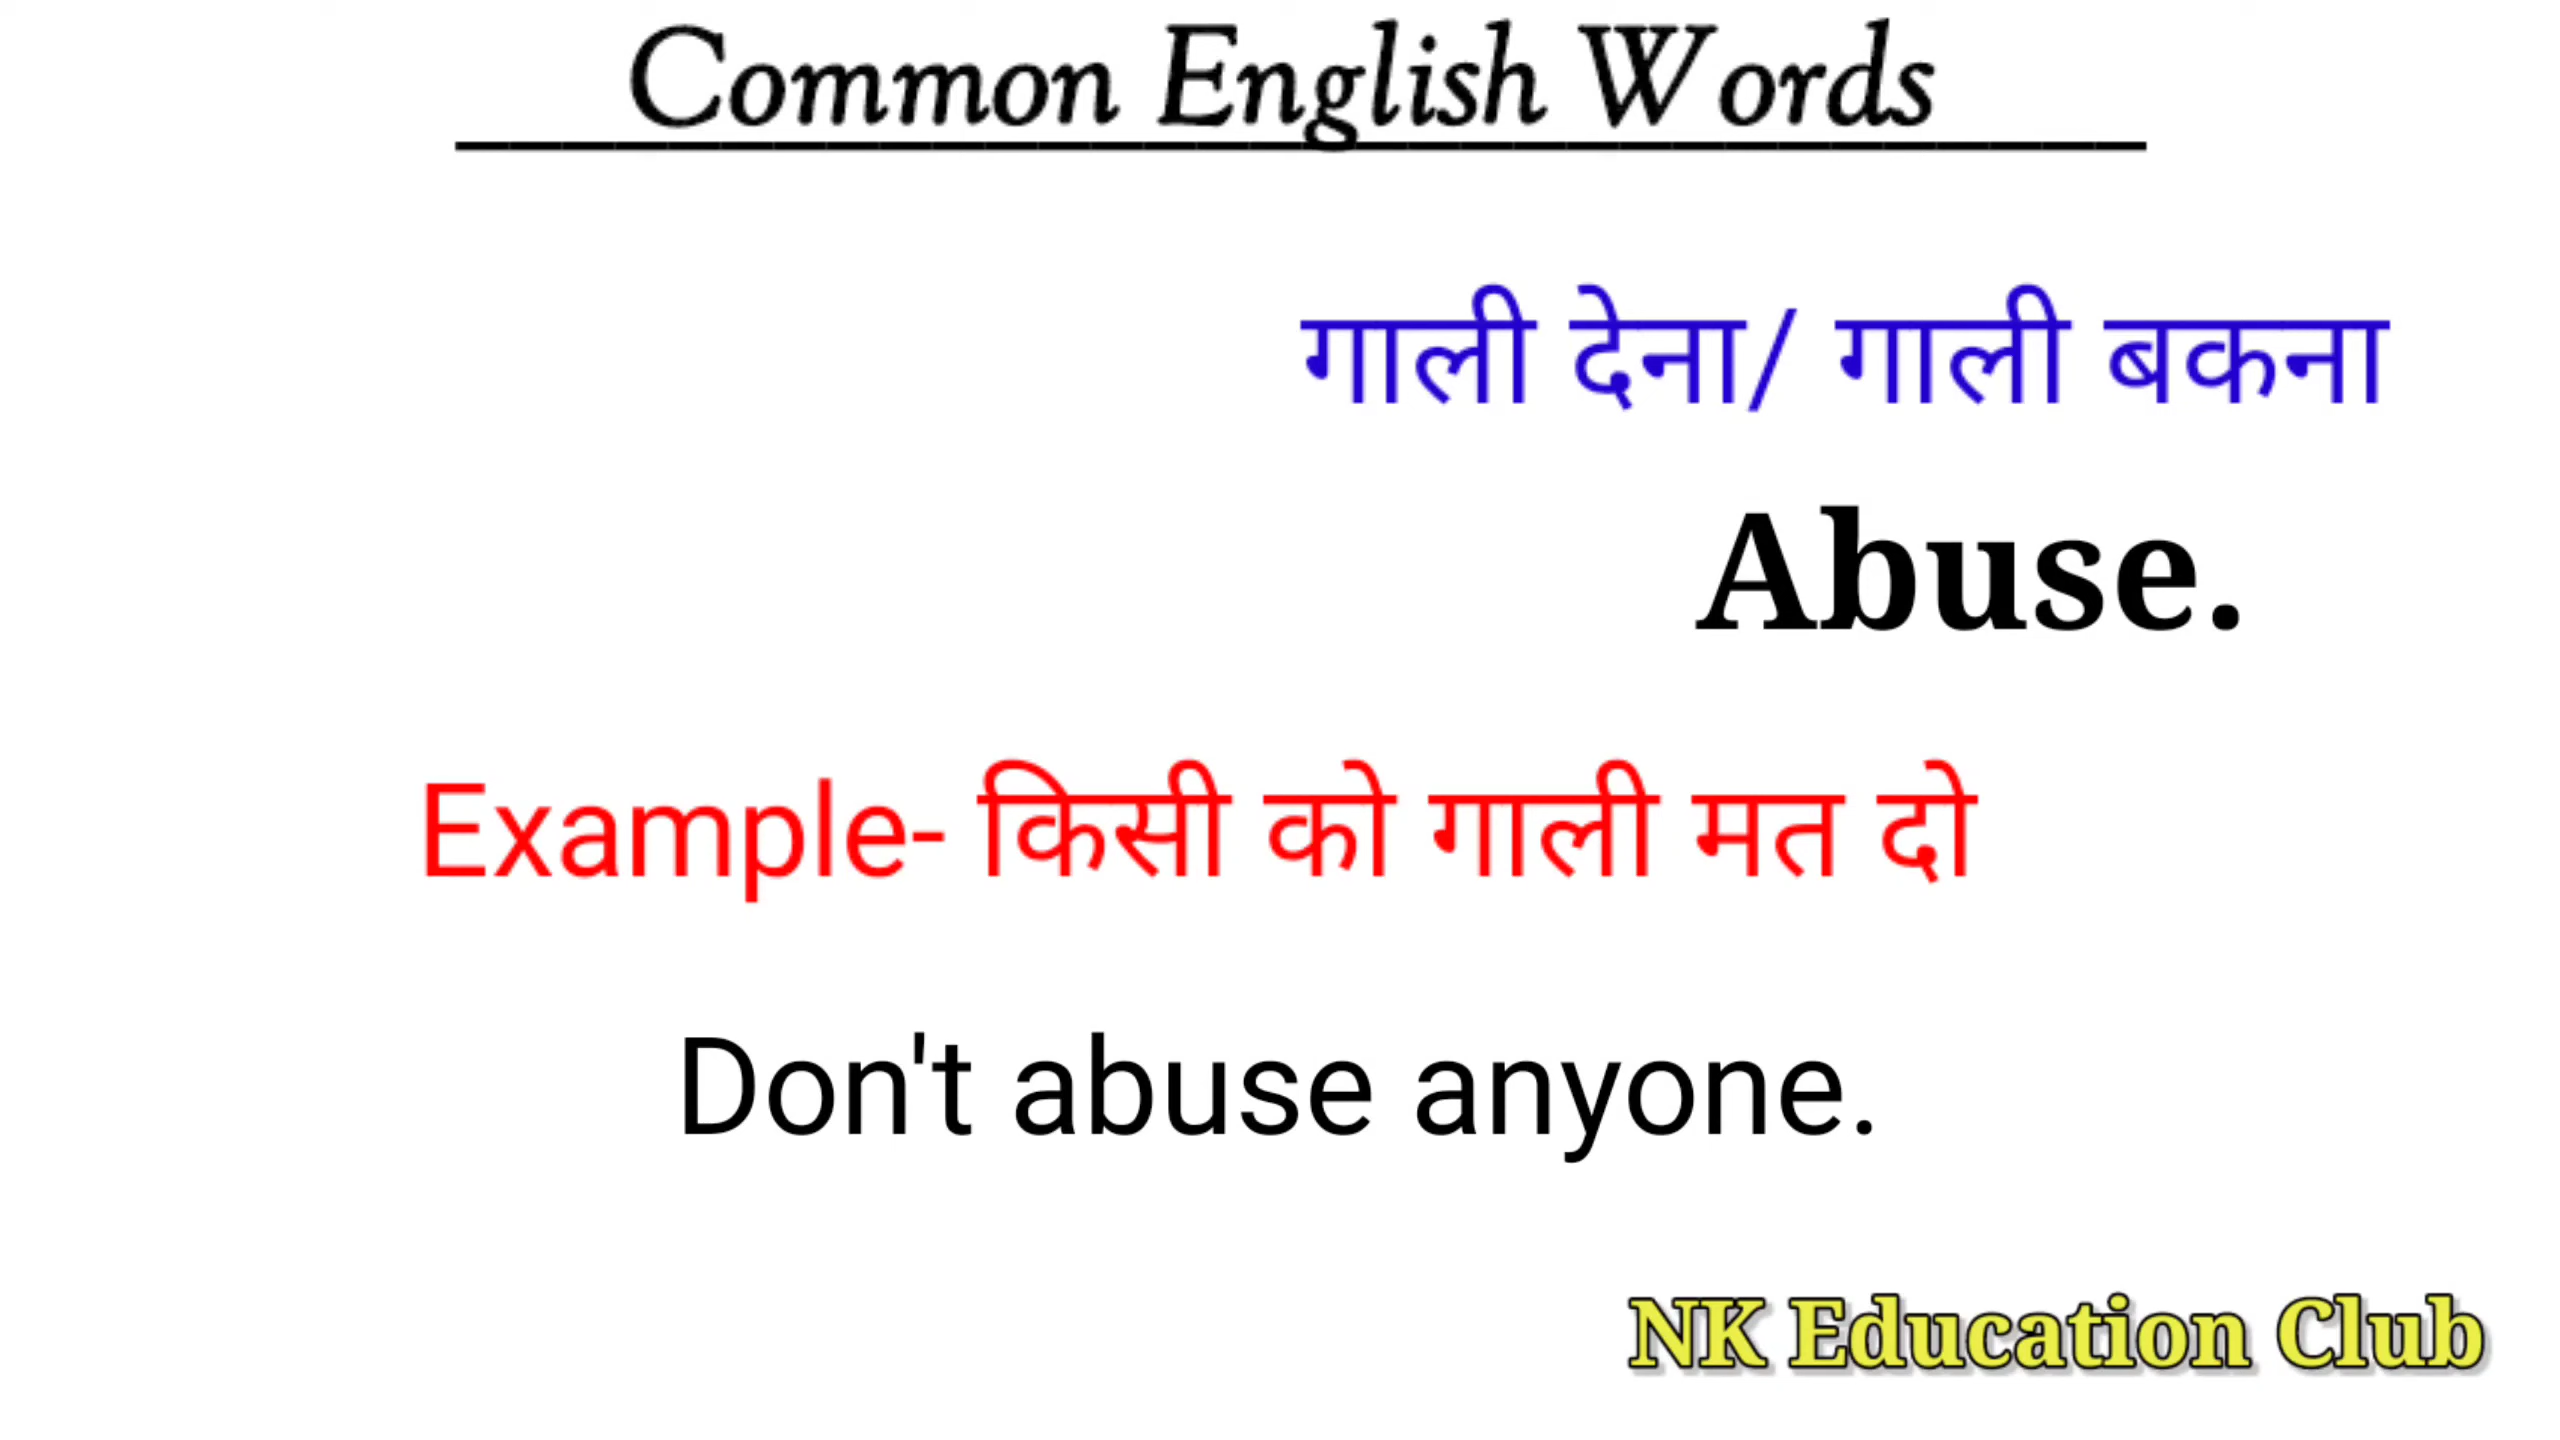 Common English Words
गाली देना/ गाली बकना
Abuse.
Example- किसी को गाली मत दो
Don't abuse anyone.
NK Education Club